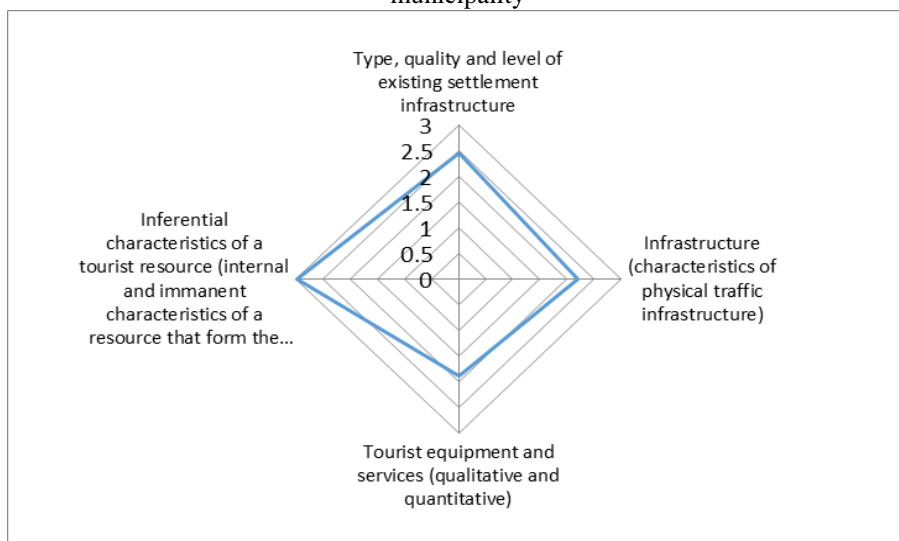 municipality
Type, quality and level of
existing settlement
infrastructure
3
2.5
2
1.5
1
0.5
0
Inferential
characteristics of a
tourist resource (internal
and immanent
characteristics of a
resource that form the...
Infrastructure
(characteristics of
physical traffic
infrastructure)
Tourist equipment and
services (qualitative and
quantitative)